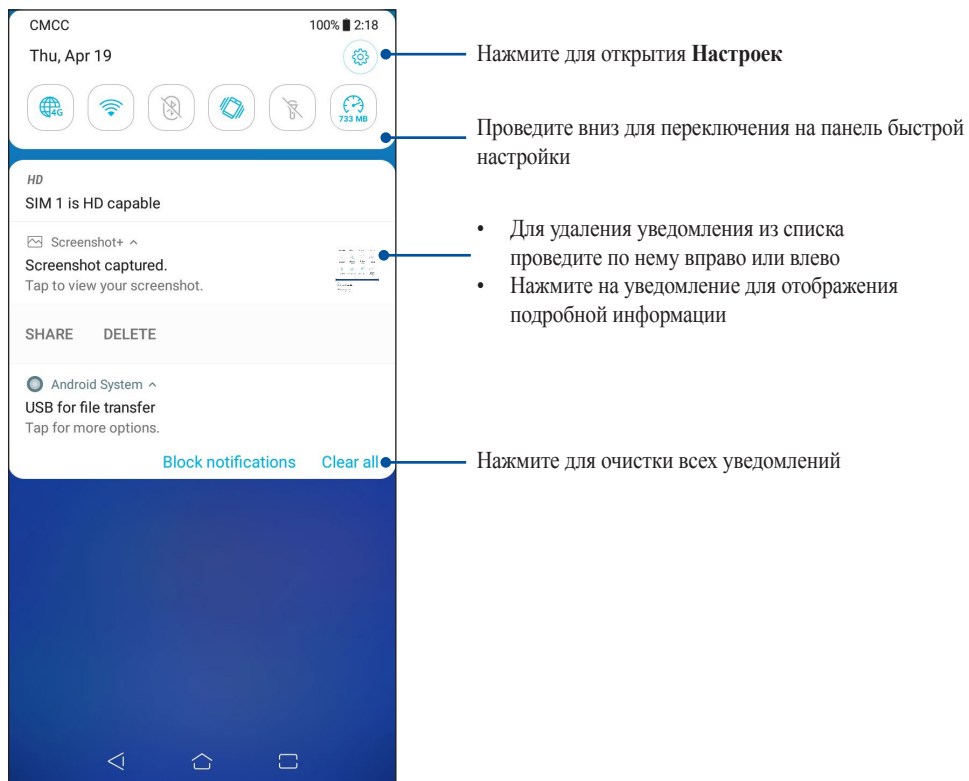 CMCC 100% 2:18
Thu, Apr 19
Нажмите для открытия Настроек
4G
733 MB
Проведите вниз для переключения на панель быстрой
настройки
HD
SIM 1 is HD capable
Screenshot+
Screenshot captured.
Tap to view your screenshot.
• Для удаления уведомления из списка
проведите по нему вправо или влево
• Нажмите на уведомление для отображения
подробной информации
SHARE DELETE
Android System
USB for file transfer
Tap for more options.
Block notifications Clear all
Нажмите для очистки всех уведомлений